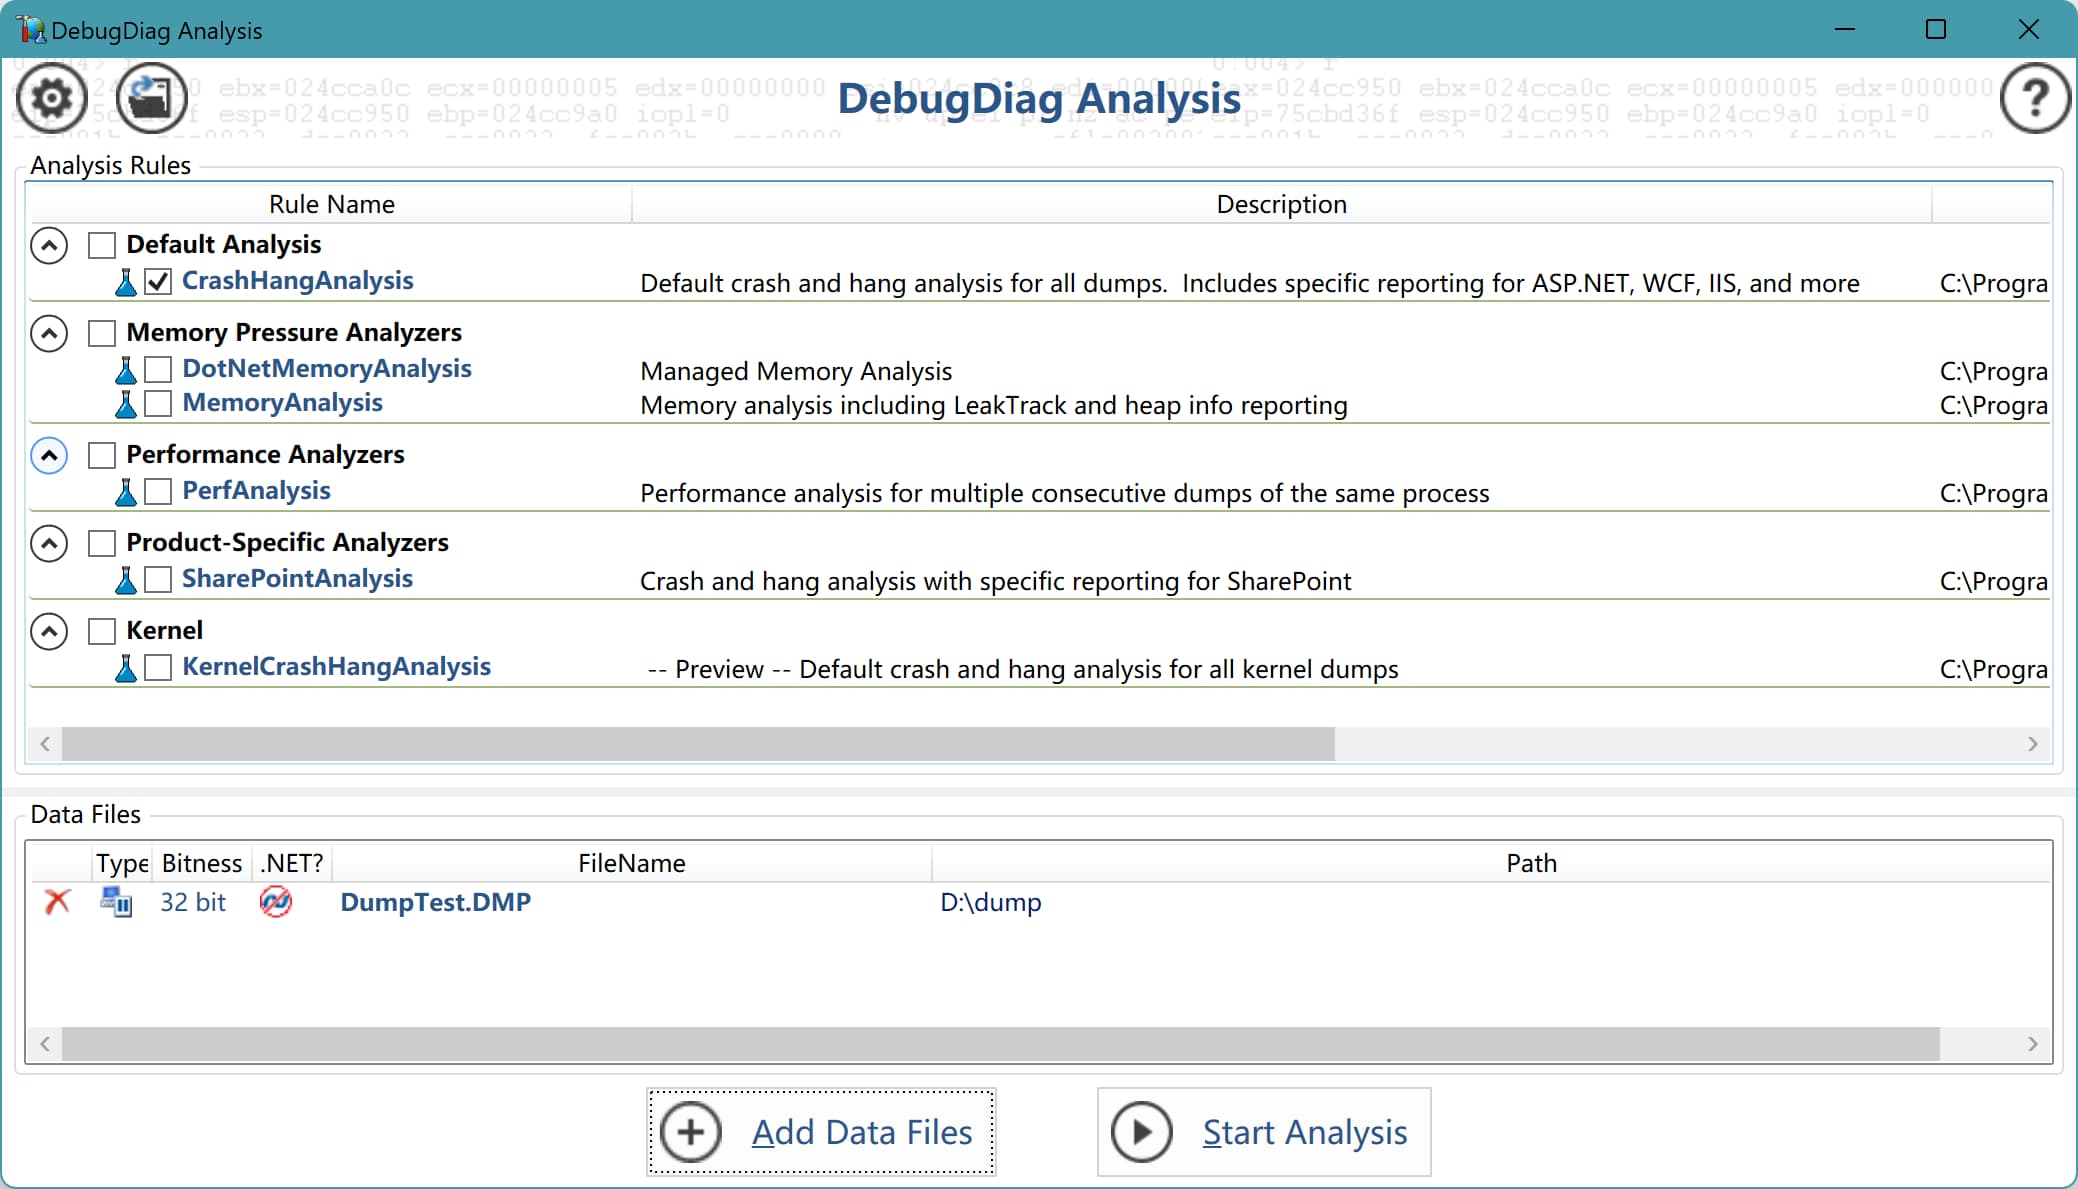 DebugDiag Analysis
DebugDiag Analysis
Analysis Rules
Rule Name Description
Default Analysis
CrashHangAnalysis Default crash and hang analysis for all dumps.  Includes specific reporting for ASP.NET, WCF, IIS, and more C:\Progra
Memory Pressure Analyzers
DotNetMemoryAnalysis Managed Memory Analysis C:\Progra
MemoryAnalysis Memory analysis including LeakTrack and heap info reporting C:\Progra
Performance Analyzers
PerfAnalysis Performance analysis for multiple consecutive dumps of the same process C:\Progra
Product-Specific Analyzers
SharePointAnalysis Crash and hang analysis with specific reporting for SharePoint C:\Progra
Kernel
KernelCrashHangAnalysis -- Preview -- Default crash and hang analysis for all kernel dumps C:\Progra
Data Files
Type Bitness .NET? FileName Path
32 bit DumpTest.DMP D:\dump
Add Data Files Start Analysis